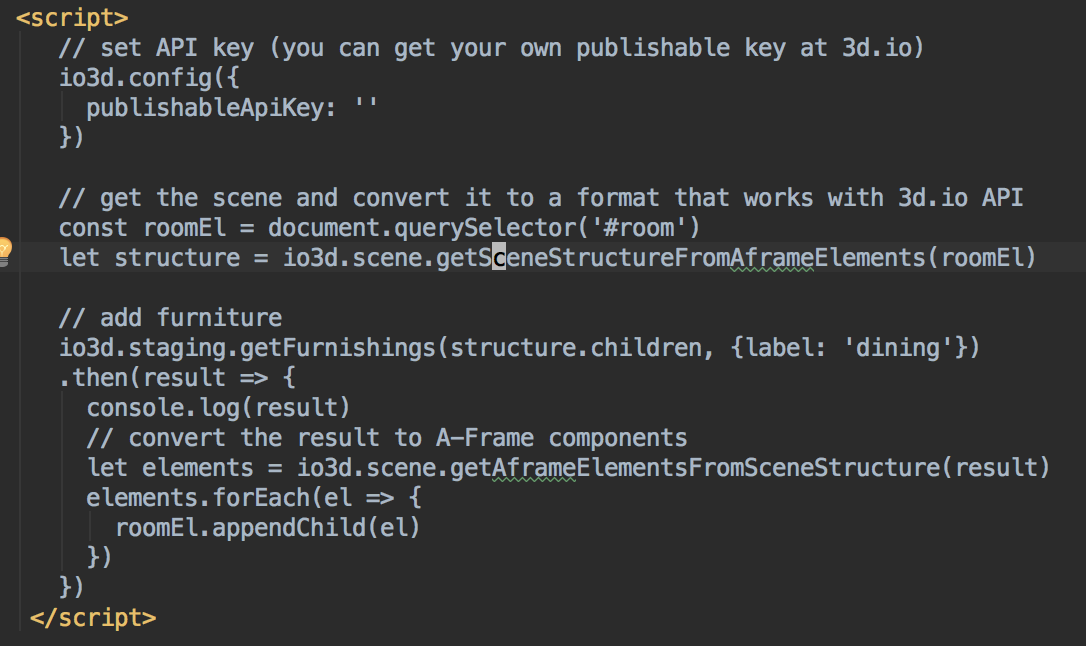 <script>
// set API key (you can get your own publishable key at 3d.io)
io3d.config({
publishableApiKey: ''
})
// get the scene and convert it to a format that works with 3d.io API
const roomEl = document.querySelector('#room')
let structure = io3d.scene.getSceneStructureFromAframeElements(roomEl)
// add furniture
io3d.staging.getFurnishings(structure.children, {label: 'dining'})
.then(result => {
console.log(result)
// convert the result to A-Frame components
let elements = io3d.scene.getAframeElementsFromSceneStructure(result)
elements.forEach(el => {
roomEl.appendChild(el)
})
})
</script>